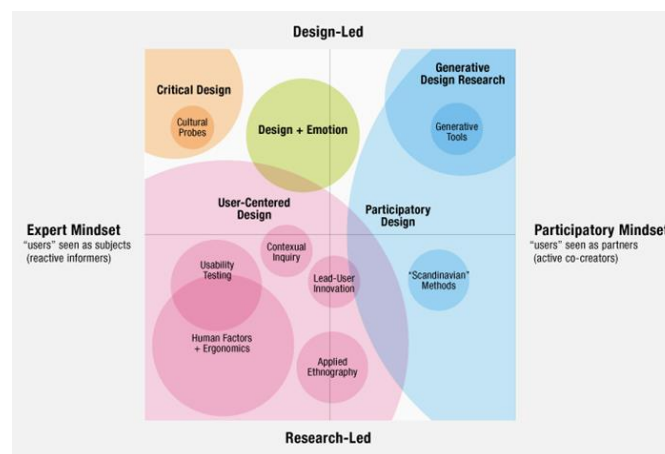 Design-Led
Generative
Design Research
Critical Design
Cultural
Probes
Design + Emotion
Generative
Tools
User-Centered
Design
Participatory
Design
Expert Mindset
"users" seen as subjects
(reactive informers)
Participatory Mindset
"users" seen as partners
(active co-creators)
Contexual
Inquiry
Usability
Testing
Lead-User
Innovation
"Scandinavian"
Methods
Human Factors
+ Ergonomics
Applied
Ethnography
Research-Led